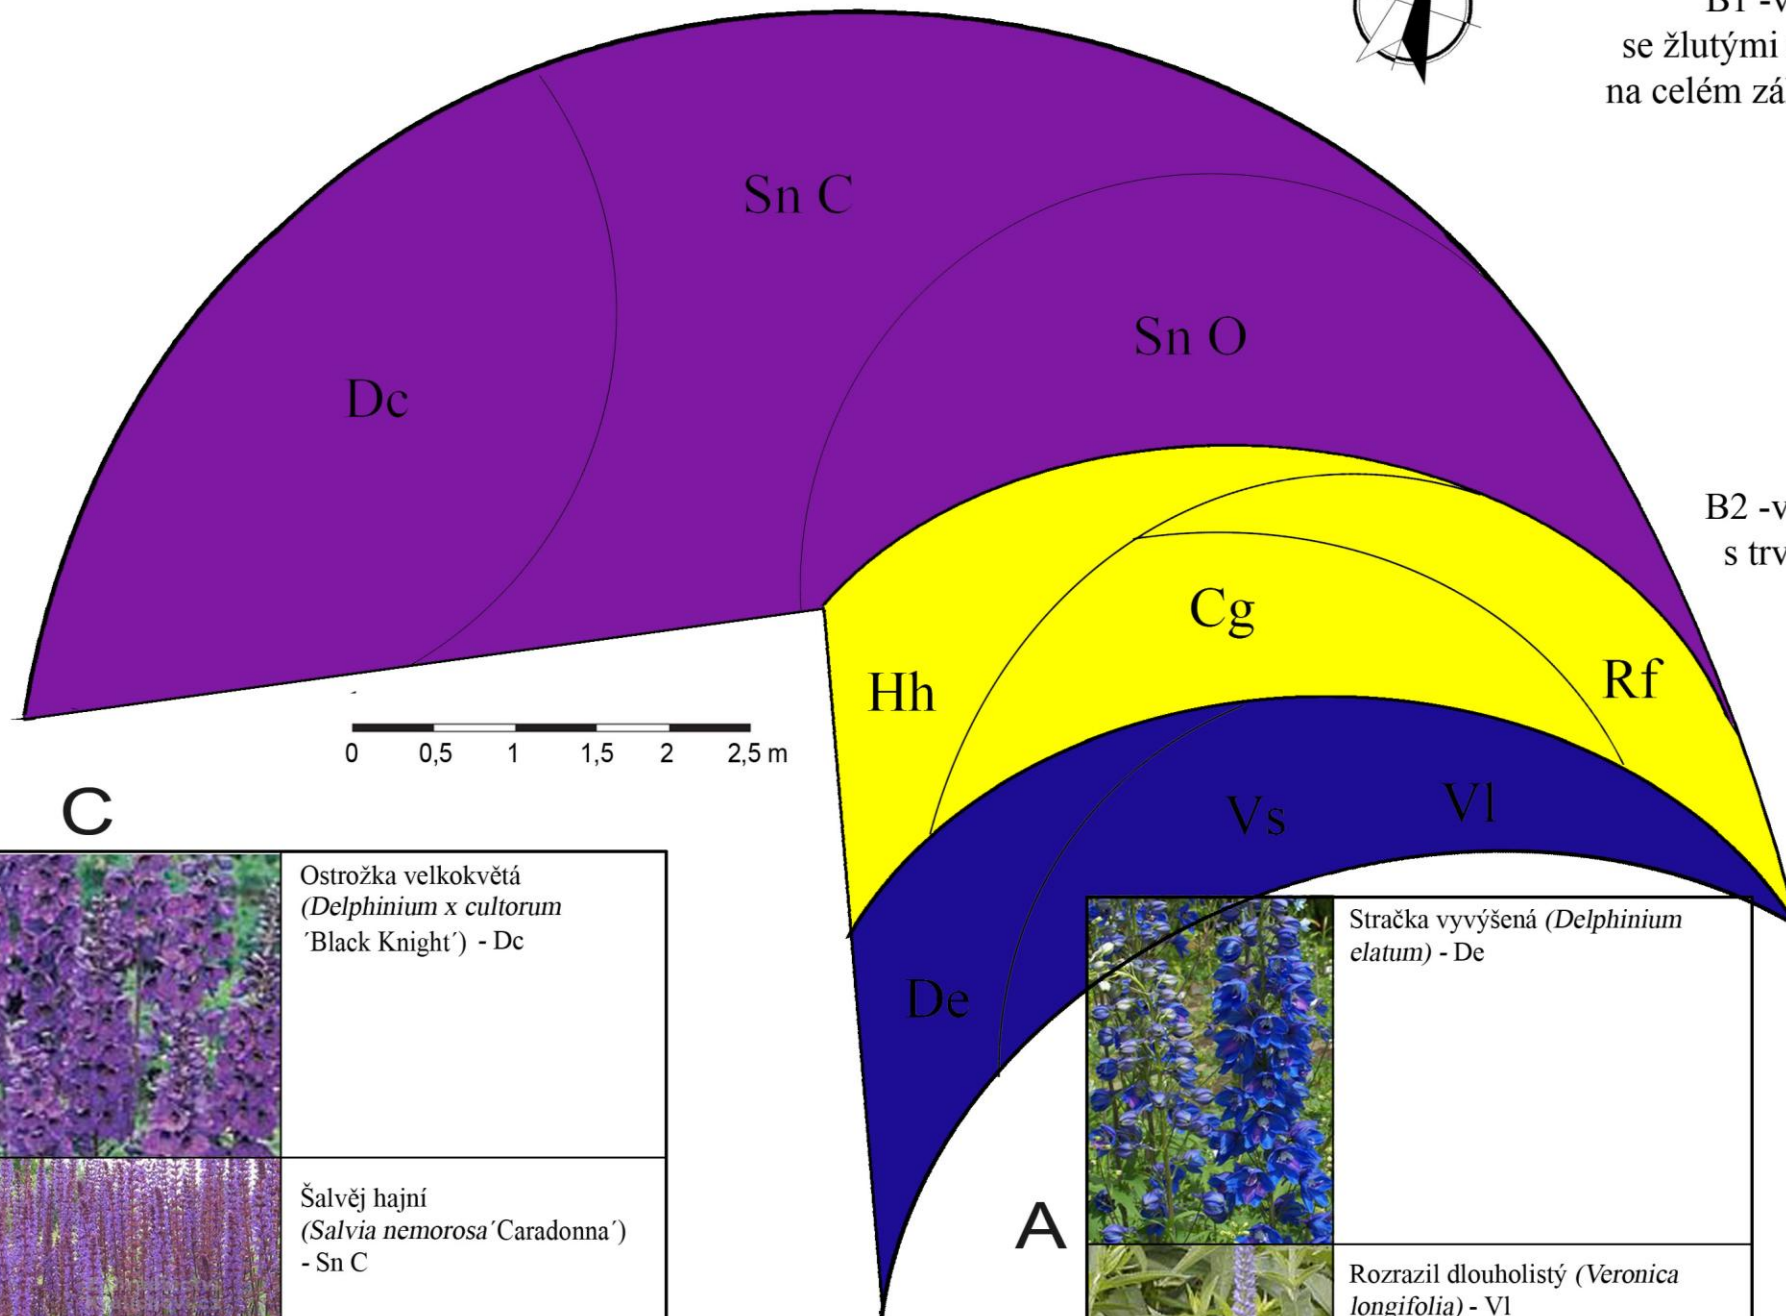 B1 -v
se žlutými
na celém zá
Sn C
Sn O
Dc
B2 -v
s trv
Cg
Hh
Rf
0 0,5 1 1,5 2 2,5 m
C
Vs
Vl
De
Ostrožka velkokvětá
(Delphinium x cultorum
´Black Knight´) - Dc
Šalvěj hajní
(Salvia nemorosa´Caradonna´)
- Sn C
A
Stračka vyvýšená (Delphinium
elatum) - De
Rozrazil dlouholistý (Veronica
longifolia) - Vl